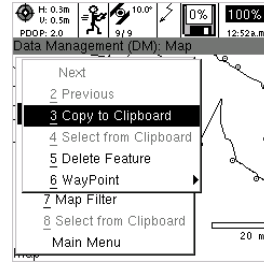 H: 0.3m
U: 0.5m
PDOP: 2.0
9/9
10.0°
0%
100%
12:52a.m
Data Management (DM): Map
Next
2 Previous
3 Copy to Clipboard
4 Select from Clipboard
5 Delete Feature
6 WayPoint
7 Map Filter
8 Select from Clipboard
Main Menu
20 m